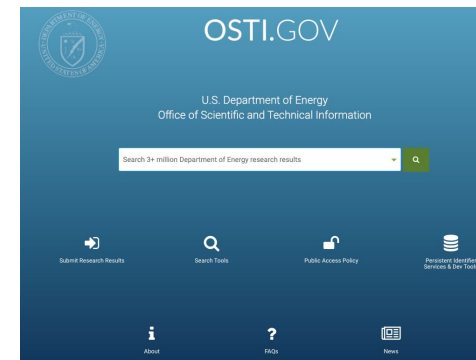 OSTI.GOV
U.S. Department of Energy
Office of Scientific and Technical Information
Search 3+ million Department of Energy research results
Submit Research Results
Search Tools
Public Access Policy
Persistent Identifier
Services & Dev Tools
About
FAQs
News